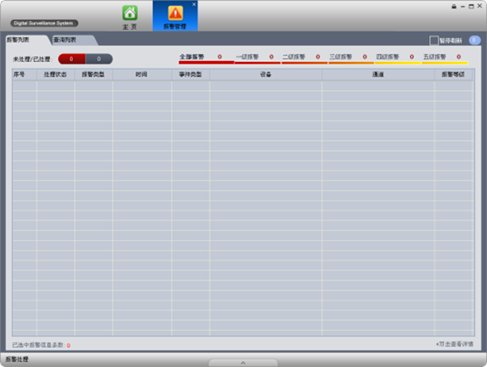 Digital Surveillance System
主 页
报警管理
报警列表 查询列表
暂停刷新
未处理/已处理: 0 0
全部报警 0 一级报警 0 二级报警 0 三级报警 0 四级报警 0 五级报警 0
序号 处理状态 报警类型 时间 事件类型 设备 通道 报警等级
已选中报警信息条数: 0
*双击查看详情
报警处理